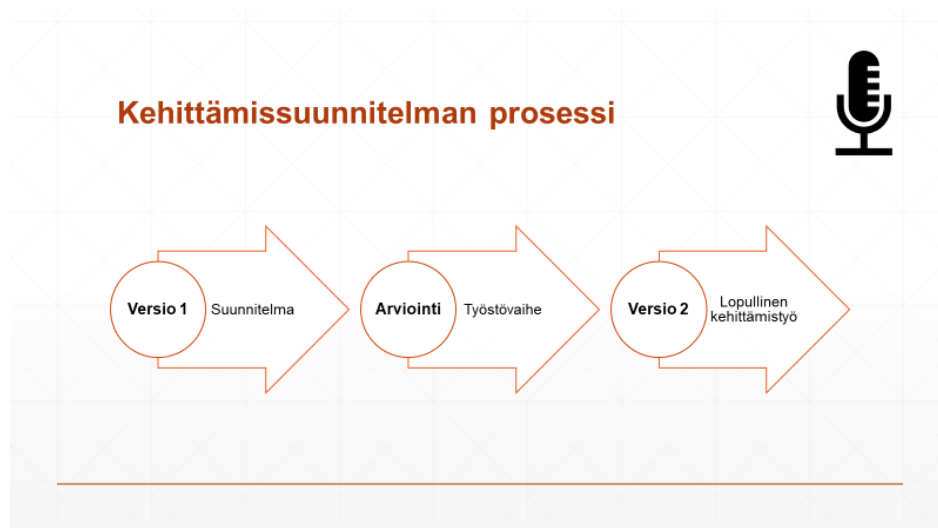 Kehittämissuunnitelman prosessi
Versio 1
Suunnitelma
Arviointi
Työstövaihe
Versio 2
Lopullinen
kehittämistyö